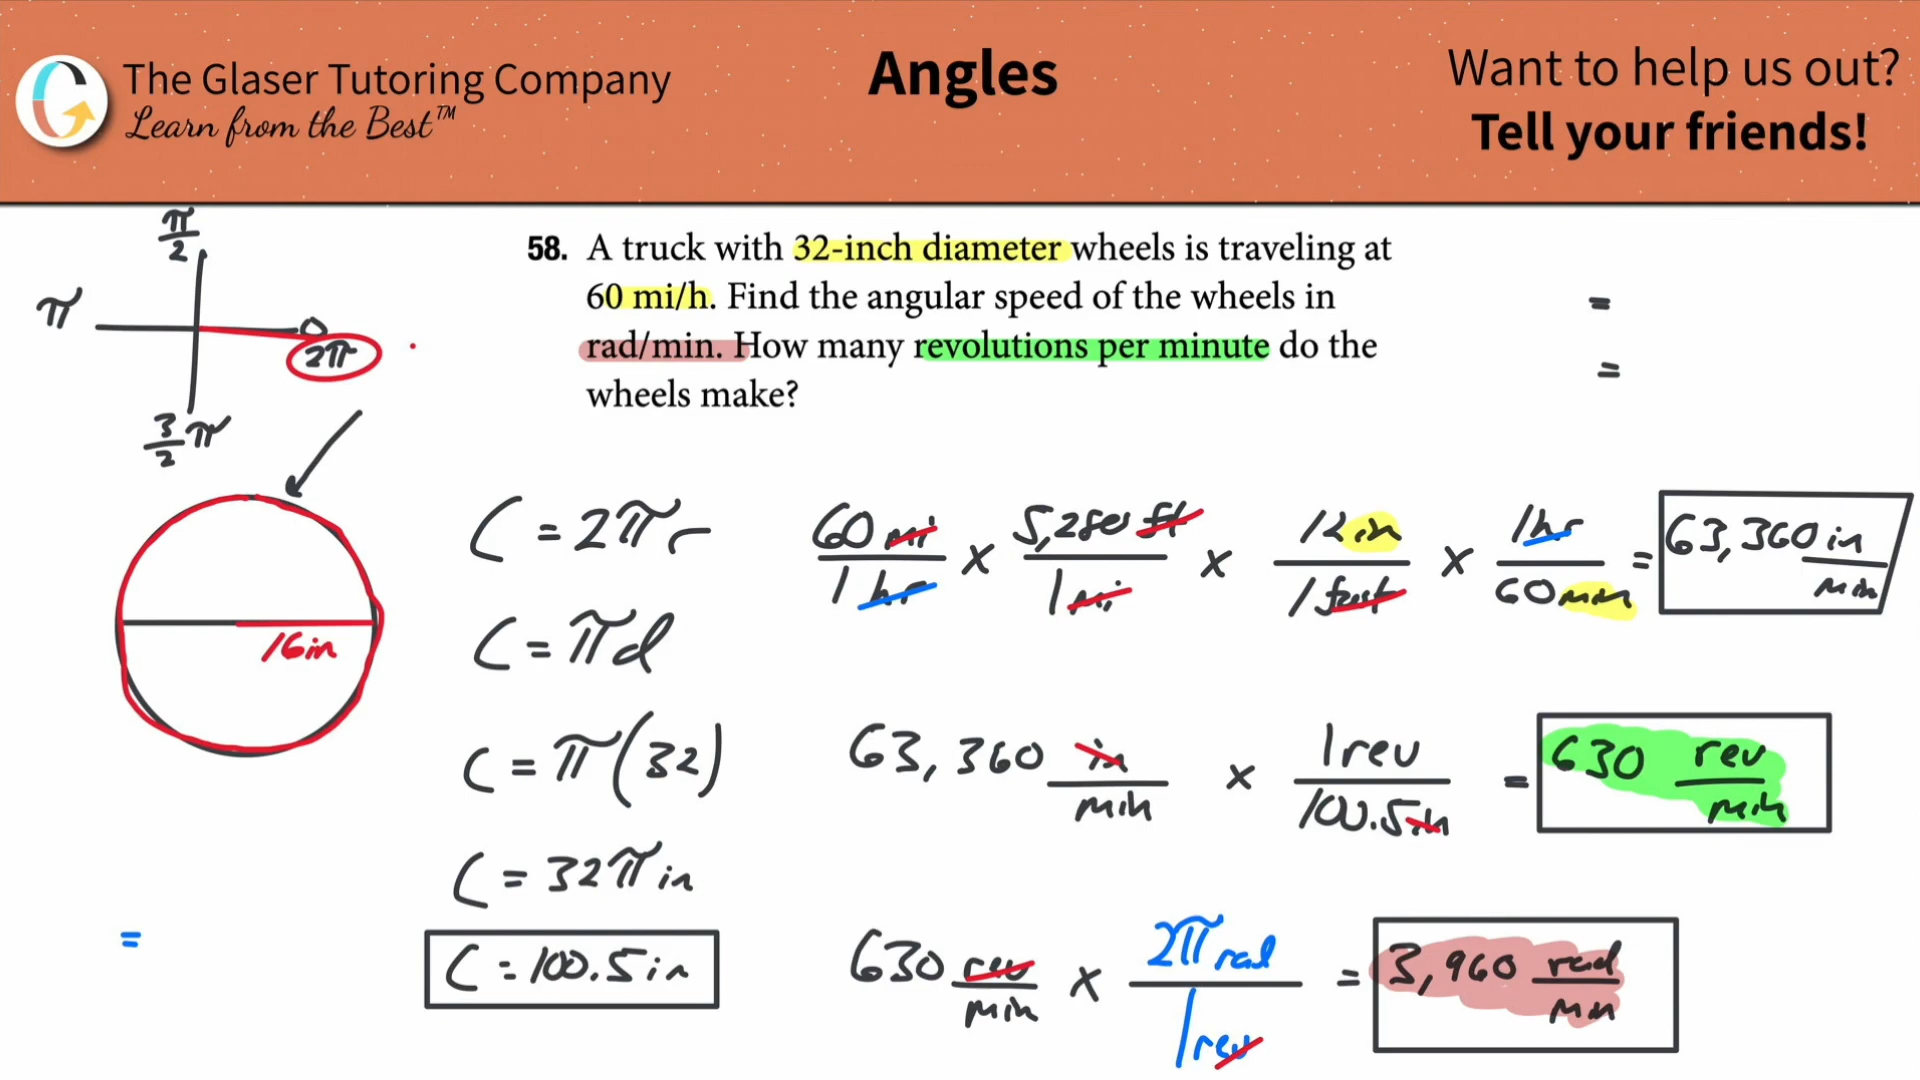 The Glaser Tutoring Company
Learn from the Best™
Angles
Want to help us out?
Tell your friends!
58. A truck with 32-inch diameter wheels is traveling at
60 mi/h. Find the angular speed of the wheels in
rad/min. How many revolutions per minute do the
wheels make?
=
=
π/2
π
0
2π
3/2 π
16in
C = 2πr
C = πd
C = π(32)
C = 32π in
C = 100.5 in
60 mi/1 hr × 5,280 ft/1 mi × 12 in/1 foot × 1 hr/60 min = 63,360 in/min
63,360 in/min × 1 rev/100.5 in = 630 rev/min
630 rev/min × 2π rad/1 rev = 3,960 rad/min
=